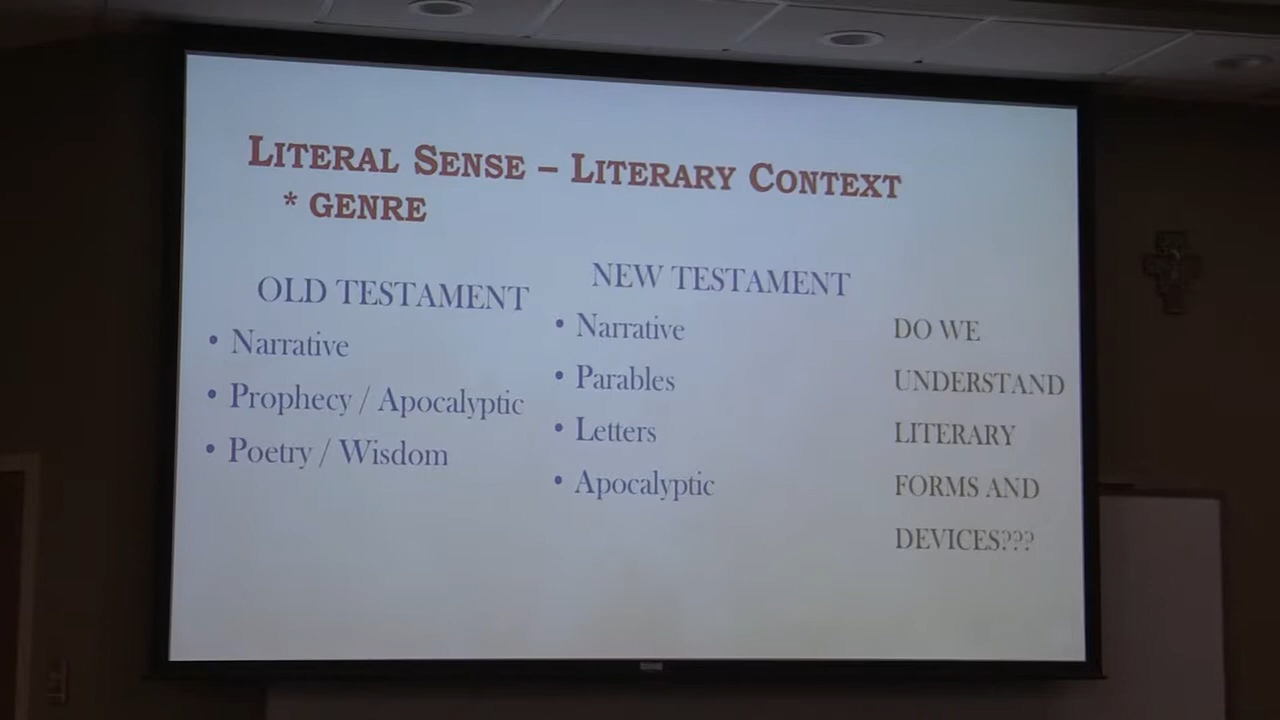 LITERAL SENSE – LITERARY CONTEXT
* GENRE
OLD TESTAMENT
• Narrative
• Prophecy / Apocalyptic
• Poetry / Wisdom
NEW TESTAMENT
• Narrative
• Parables
• Letters
• Apocalyptic
DO WE
UNDERSTAND
LITERARY
FORMS AND
DEVICES???